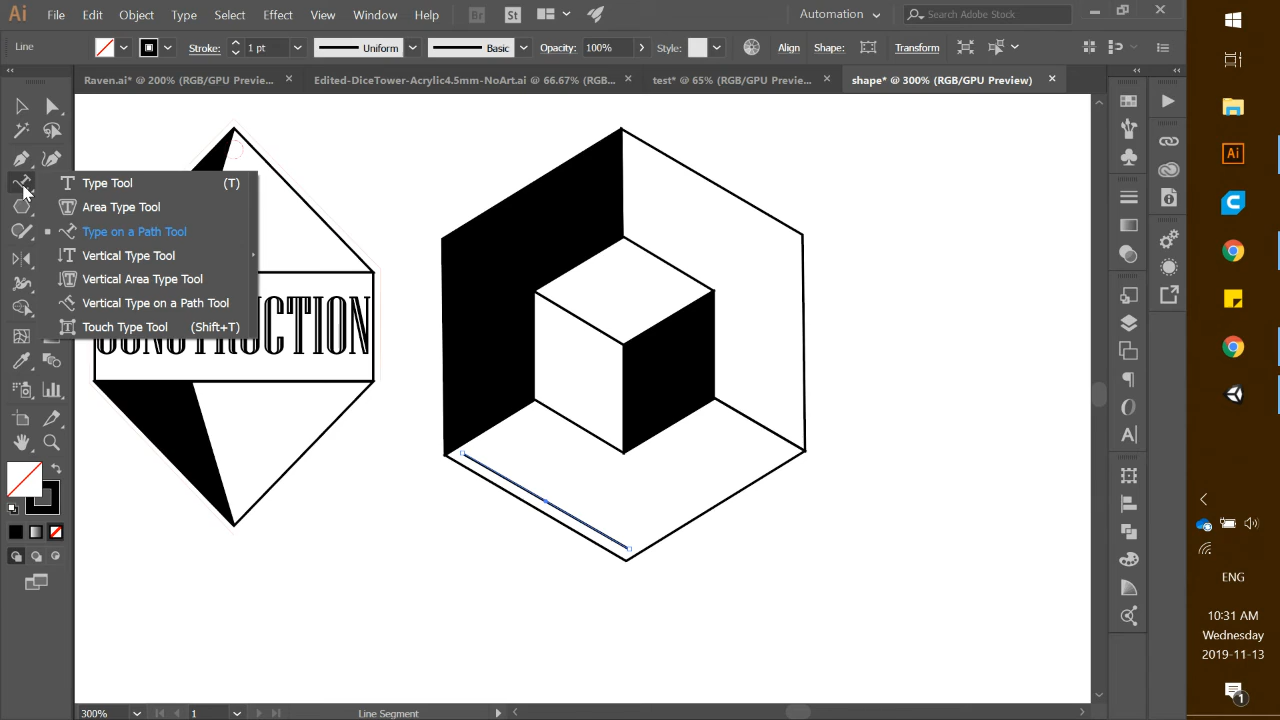 Ai File Edit Object Type Select Effect View Window Help Br St Automation Search Adobe Stock
Line Stroke: 1 pt Uniform Basic Opacity: 100% Style: Align Shape: Transform
Raven.ai* @ 200% (RGB/GPU Previe... Edited-DiceTower-Acrylic4.5mm-NoArt.ai @ 66.67% (RGB... test* @ 65% (RGB/GPU Preview... shape* @ 300% (RGB/GPU Preview)
Type Tool (T)
Area Type Tool
Type on a Path Tool
Vertical Type Tool
Vertical Area Type Tool
Vertical Type on a Path Tool
Touch Type Tool (Shift+T)
CONSTRUCTION
Ai
ENG
10:31 AM
Wednesday
2019-11-13
1
300% 1 Line Segment